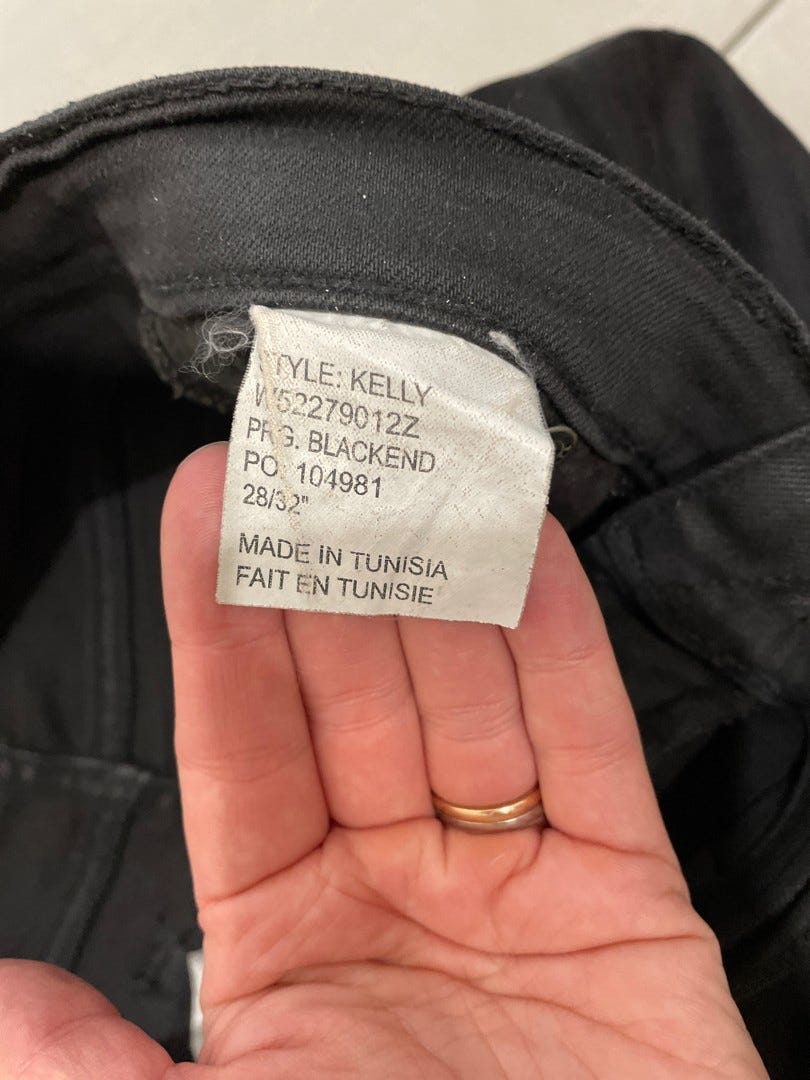 STYLE: KELLY
W52279012Z
PRG. BLACKEND
PO 104981
28/32"
MADE IN TUNISIA
FAIT EN TUNISIE